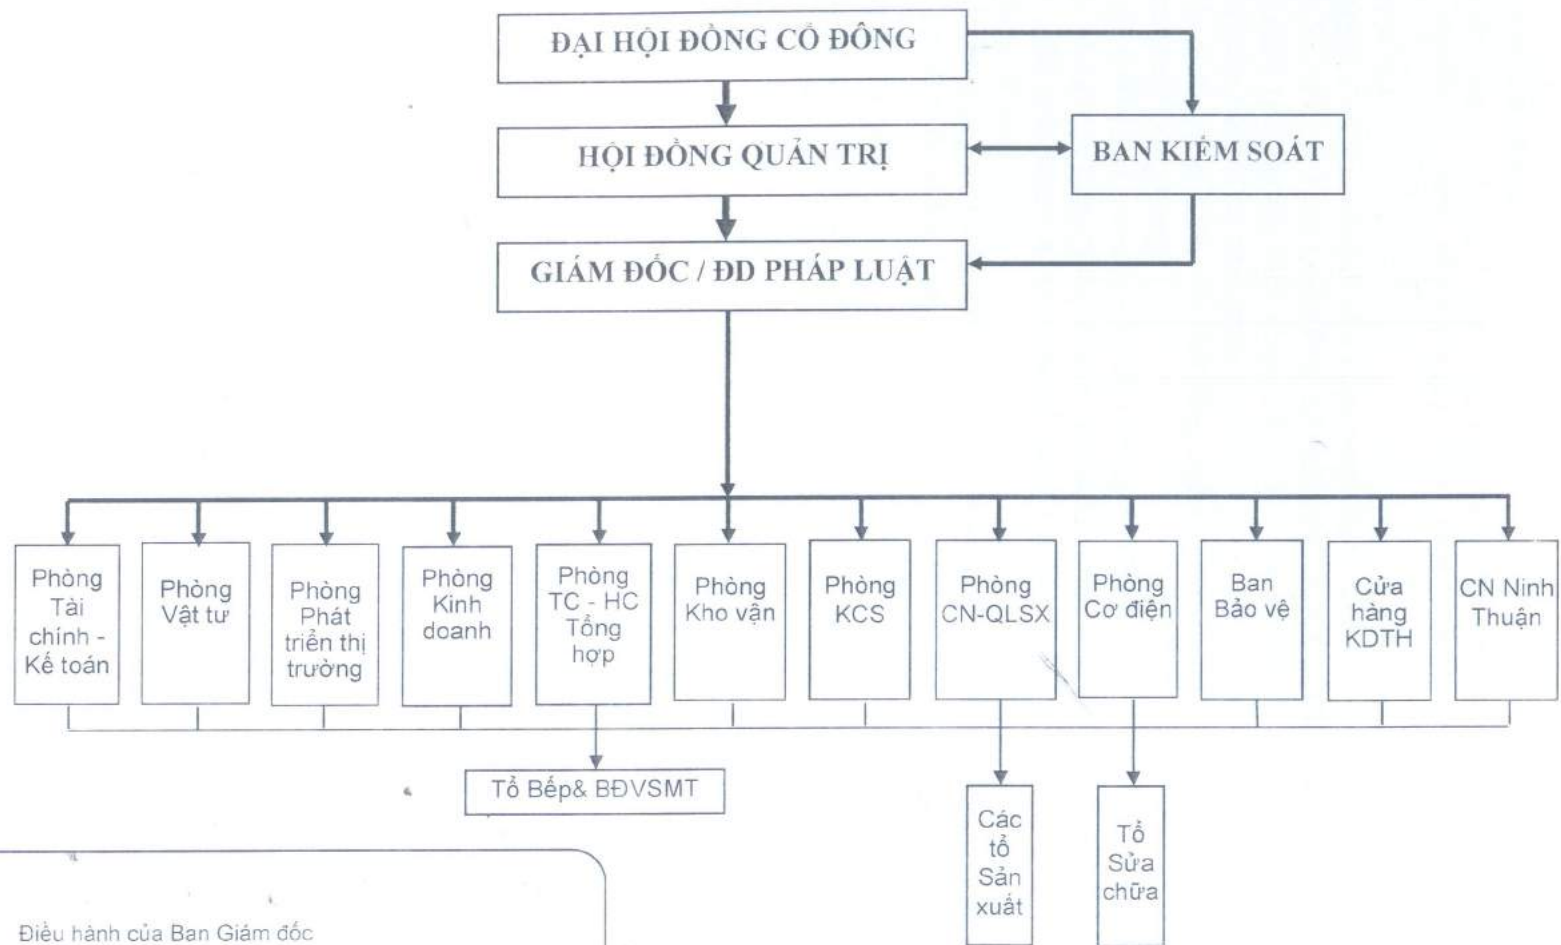 ĐẠI HỘI ĐỒNG CỔ ĐÔNG
HỘI ĐỒNG QUẢN TRỊ
BAN KIỂM SOÁT
GIÁM ĐỐC / ĐD PHÁP LUẬT
Phòng
Tài
chính -
Kế toán
Phòng
Vật tư
Phòng
Phát
triển thị
trường
Phòng
Kinh
doanh
Phòng
TC - HC
Tổng
hợp
Phòng
Kho vận
Phòng
KCS
Phòng
CN-QLSX
Phòng
Cơ điện
Ban
Bảo vệ
Cửa
hàng
KDTH
CN Ninh
Thuận
Tổ Bếp& BĐVSMT
Các
tổ
Sản
xuất
Tổ
Sửa
chữa
Điều hành của Ban Giám đốc